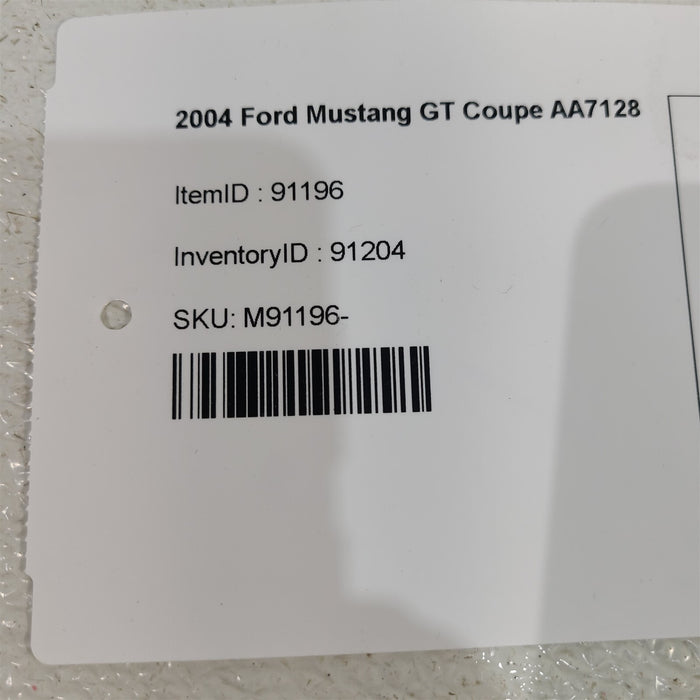 2004 Ford Mustang GT Coupe AA7128
ItemID : 91196
InventoryID : 91204
SKU: M91196-